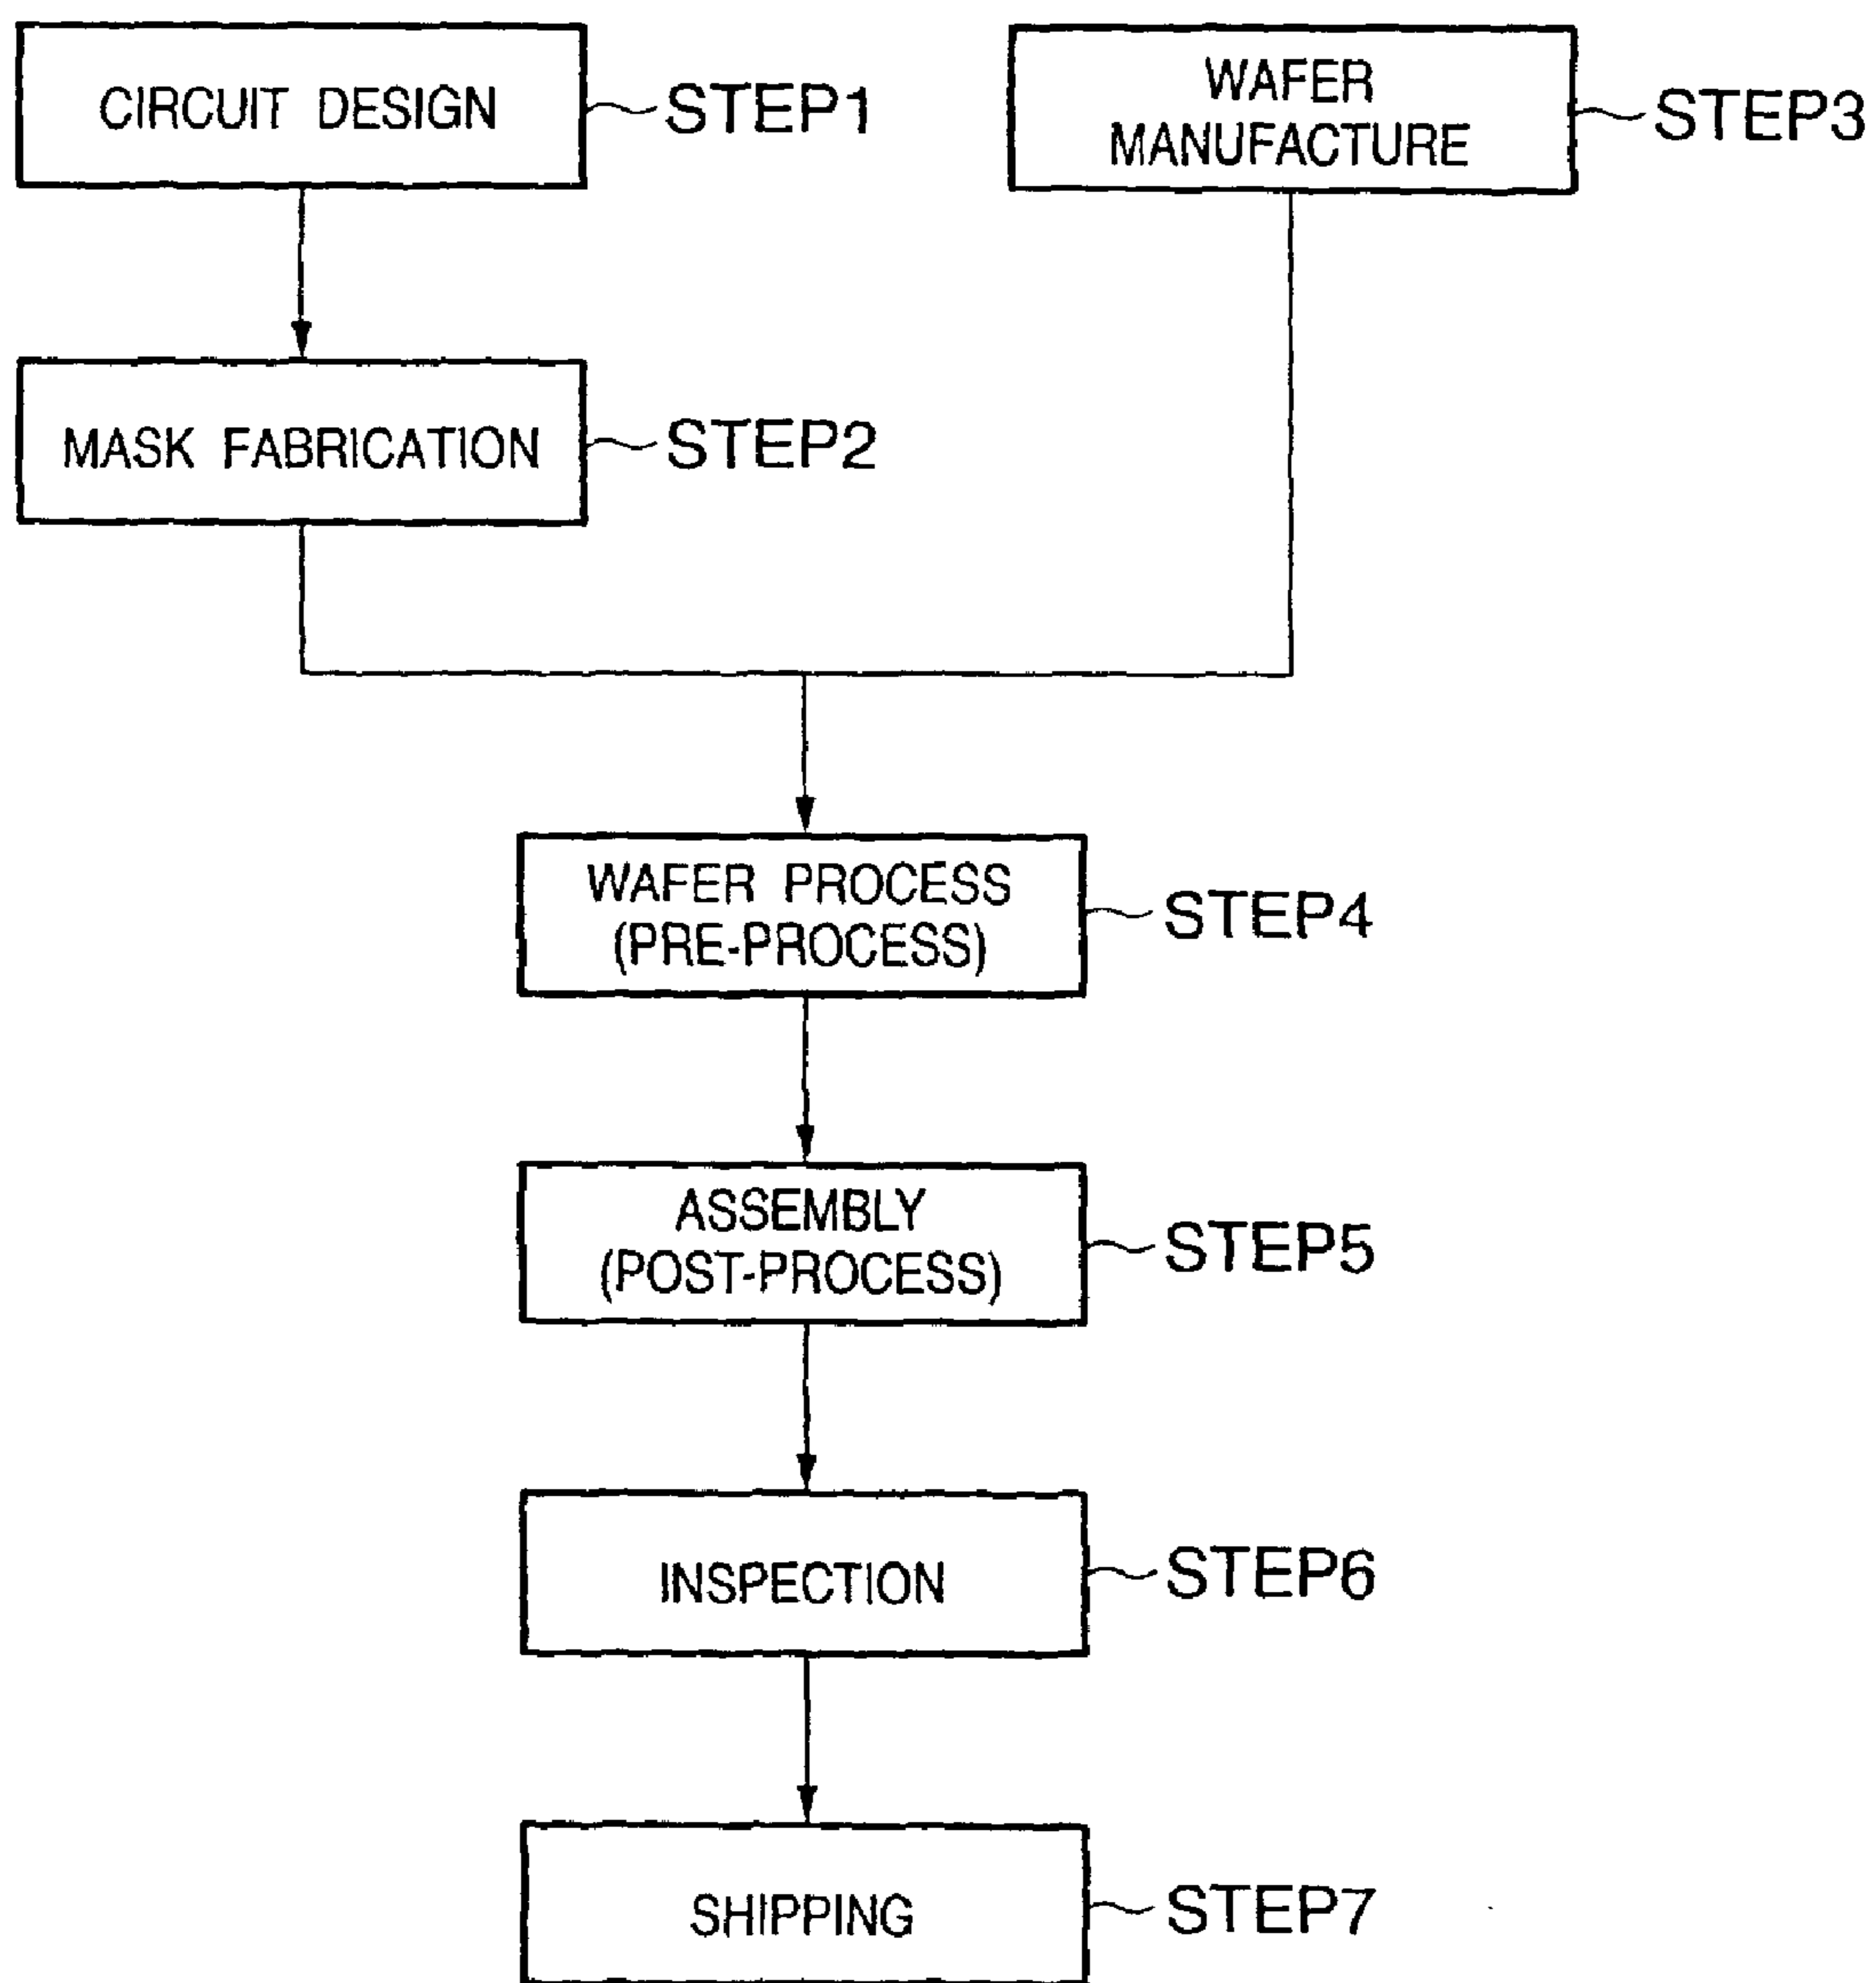 CIRCUIT DESIGN
STEP1
WAFER
MANUFACTURE
STEP3
MASK FABRICATION
STEP2
WAFER PROCESS
(PRE-PROCESS)
STEP4
ASSEMBLY
(POST-PROCESS)
STEP5
INSPECTION
STEP6
SHIPPING
STEP7